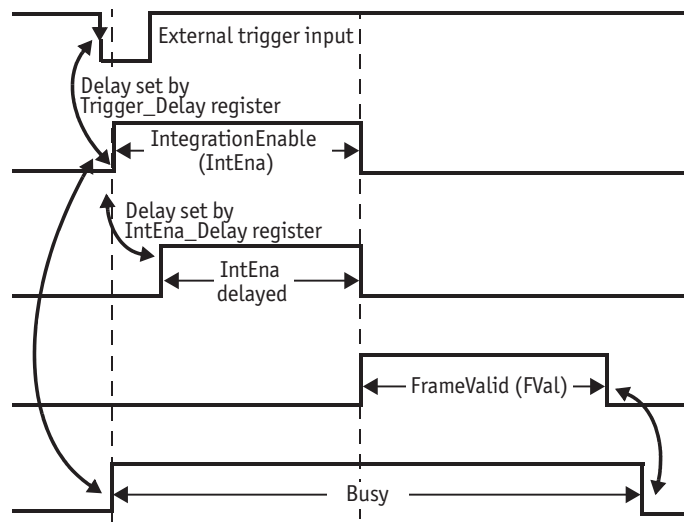 External trigger input
Delay set by
Trigger_Delay register
IntegrationEnable
(IntEna)
Delay set by
IntEna_Delay register
IntEna
delayed
FrameValid (FVal)
Busy